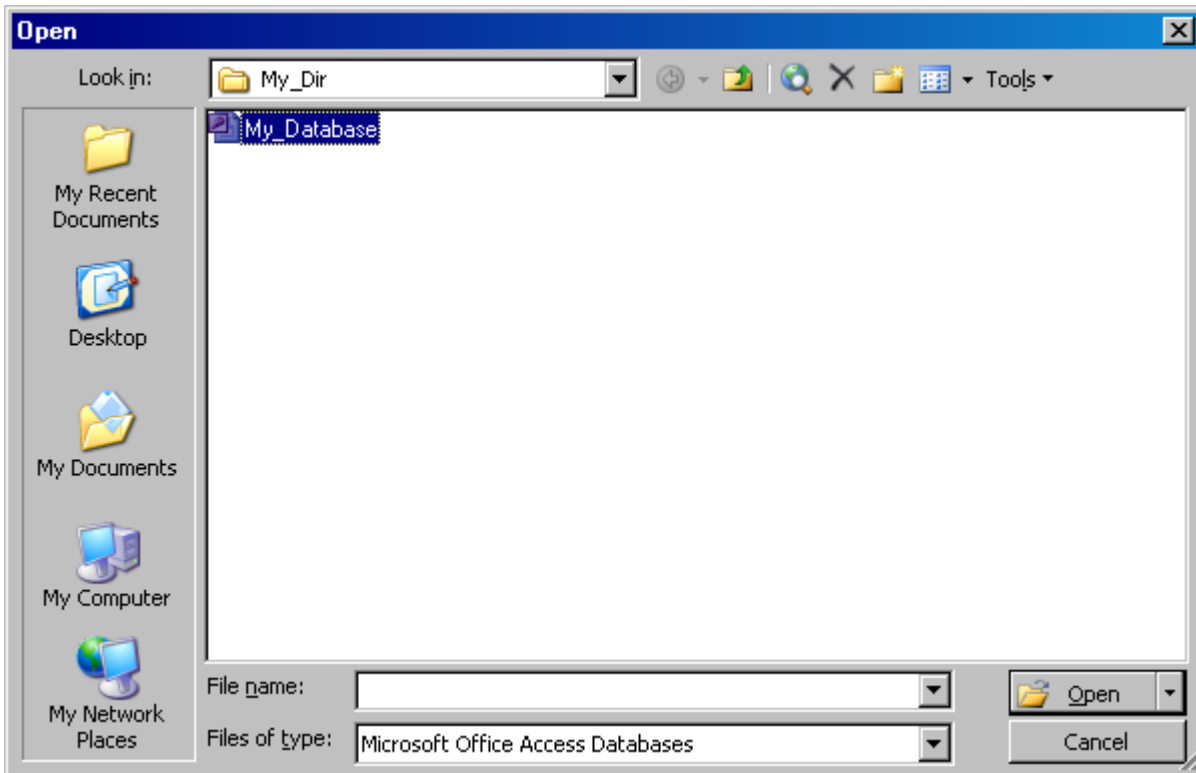 Open
Look in:
My_Dir
Tools
My_Database
My Recent
Documents
Desktop
My Documents
My Computer
My Network
Places
File name:
Open
Files of type:
Microsoft Office Access Databases
Cancel